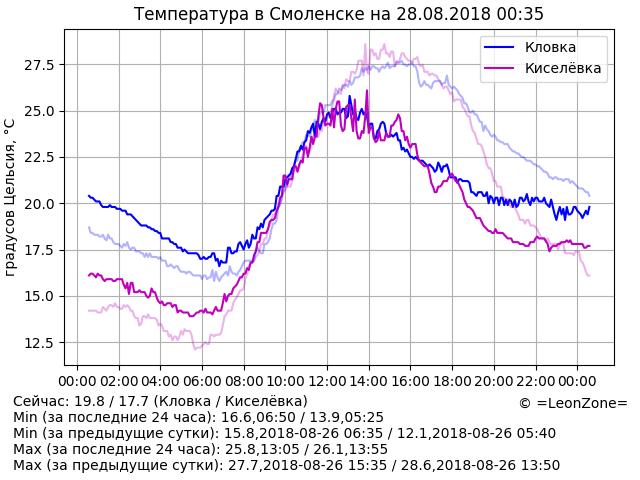 Температура в Смоленске на 28.08.2018 00:35
градусов Цельсия, °C
27.5
25.0
22.5
20.0
17.5
15.0
12.5
Кловка
Киселёвка
00:00 02:00 04:00 06:00 08:00 10:00 12:00 14:00 16:00 18:00 20:00 22:00 00:00
Сейчас: 19.8 / 17.7 (Кловка / Киселёвка)
© =LeonZone=
Min (за последние 24 часа): 16.6,06:50 / 13.9,05:25
Min (за предыдущие сутки): 15.8,2018-08-26 06:35 / 12.1,2018-08-26 05:40
Max (за последние 24 часа): 25.8,13:05 / 26.1,13:55
Max (за предыдущие сутки): 27.7,2018-08-26 15:35 / 28.6,2018-08-26 13:50